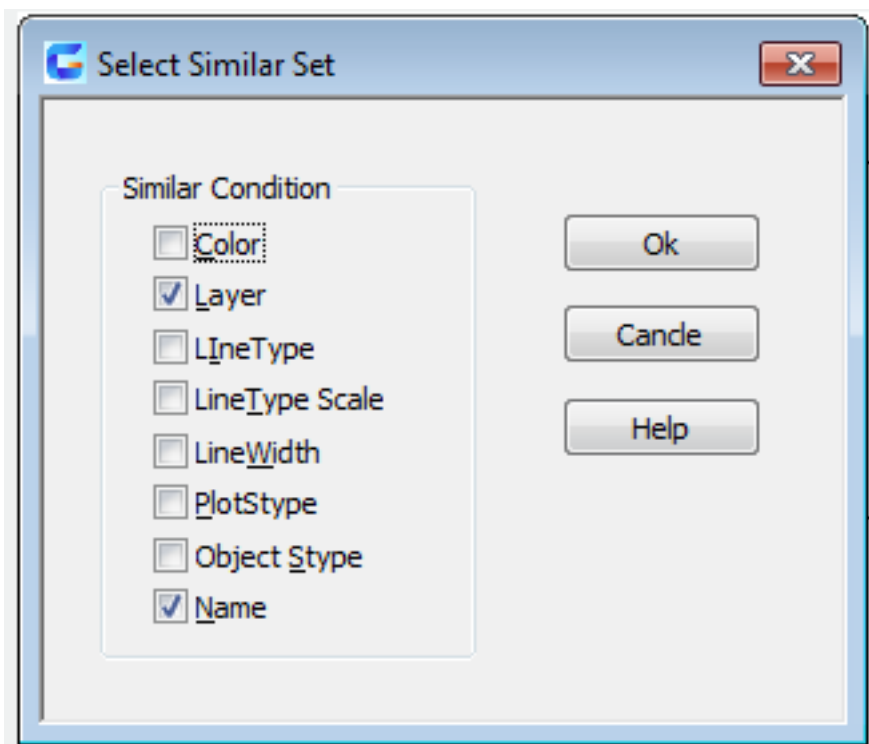 Select Similar Set
Similar Condition
Color
Layer
LIneType
LineType Scale
LineWidth
PlotStype
Object Stype
Name
Ok
Cancle
Help